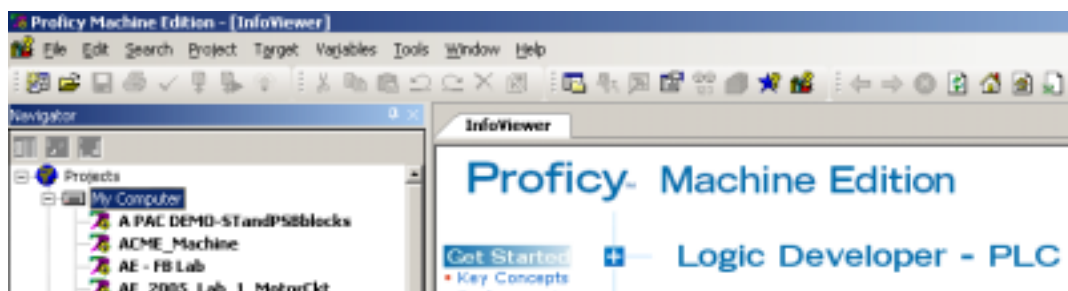 Proficy Machine Edition - [InfoViewer]
File Edit Search Project Target Variables Tools Window Help
Navigator
InfoViewer
Projects
My Computer
A PAC DEMO-STandPSBblocks
ACME_Machine
AE - FB Lab
AE_2005_Lab_1_MotorCkt
Proficy Machine Edition
Get Started
Logic Developer - PLC
Key Concepts